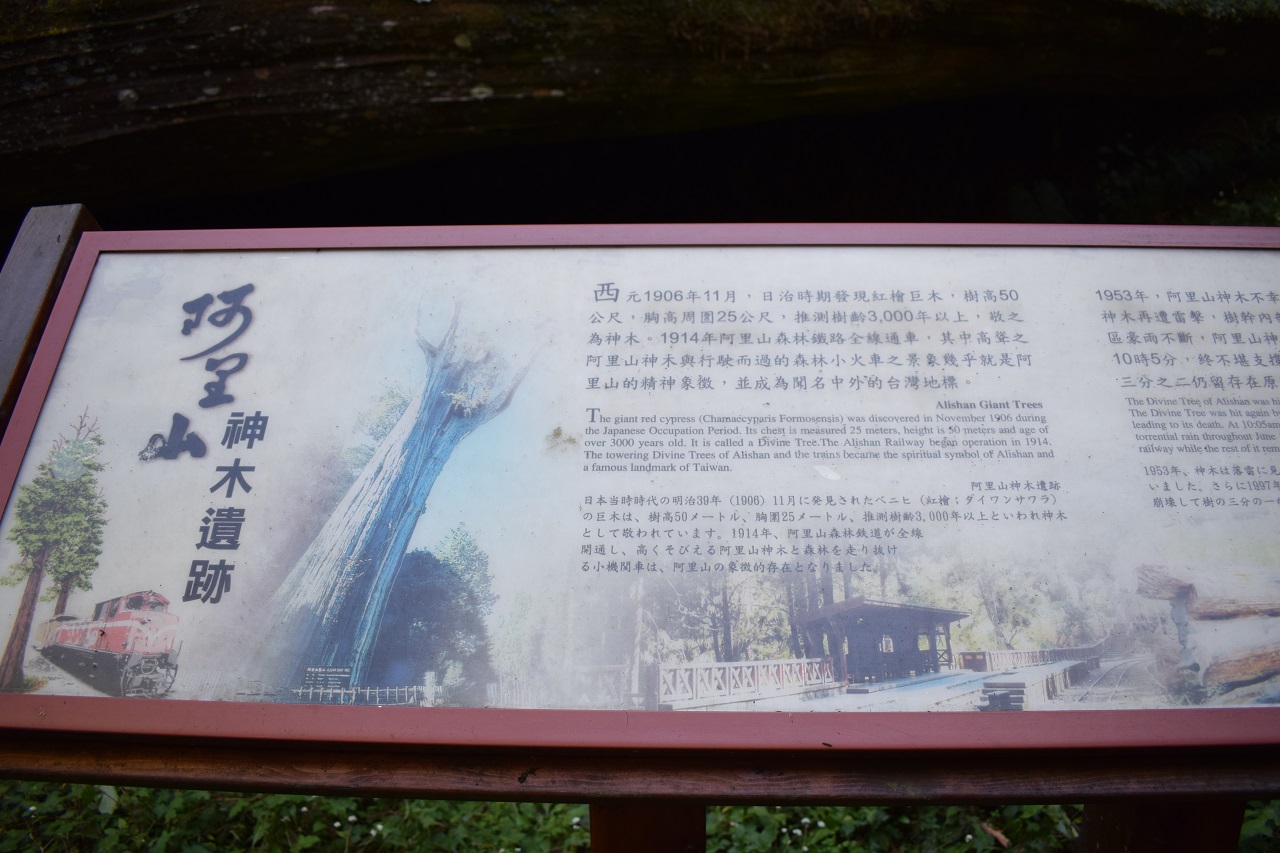 阿里山
神木遺跡
西元1906年11月，日治時期發現紅檜巨木，樹高50
公尺，胸高周圍25公尺，推測樹齡3,000年以上，敬之
為神木。1914年阿里山森林鐵路全線通車，其中高聳之
阿里山神木與行駛而過的森林小火車之景象幾乎就是阿
里山的精神象徵，並成為聞名中外的台灣地標。
Alishan Giant Trees
The giant red cypress (Chamaecyparis Formosensis) was discovered in November 1906 during
the Japanese Occupation Period. Its chest is measured 25 meters, height is 50 meters and age of
over 3000 years old. It is called a Divine Tree.The Alishan Railway began operation in 1914.
The towering Divine Trees of Alishan and the trains became the spiritual symbol of Alishan and
a famous landmark of Taiwan.
阿里山神木遺跡
日本当時時代の明治39年（1906）11月に発見されたベニヒ（紅檜；ダイワンサワラ）
の巨木は、樹高50メートル、胸圍25メートル、推測樹齡3,000年以上といわれ神木
として敬われています。1914年、阿里山森林鉄道が全線
開通し、高くそびえる阿里山神木と森林を走り抜け
る小機関車は、阿里山の象徴的存在となりました。
1953年，阿里山神木不幸
神木再遭雷擊，樹幹內
區豪雨不斷，阿里山神
10時5分，終不堪支撐
三分之二仍留存在原
The Divine Tree of Alishan was hi
The Divine Tree was hit again b
leading to its death. At 10:05am
torrential rain throughout June
railway while the rest of it rem
1953年、神木は落雷に見
いました。さらに1997年
崩壊して樹の三分の一